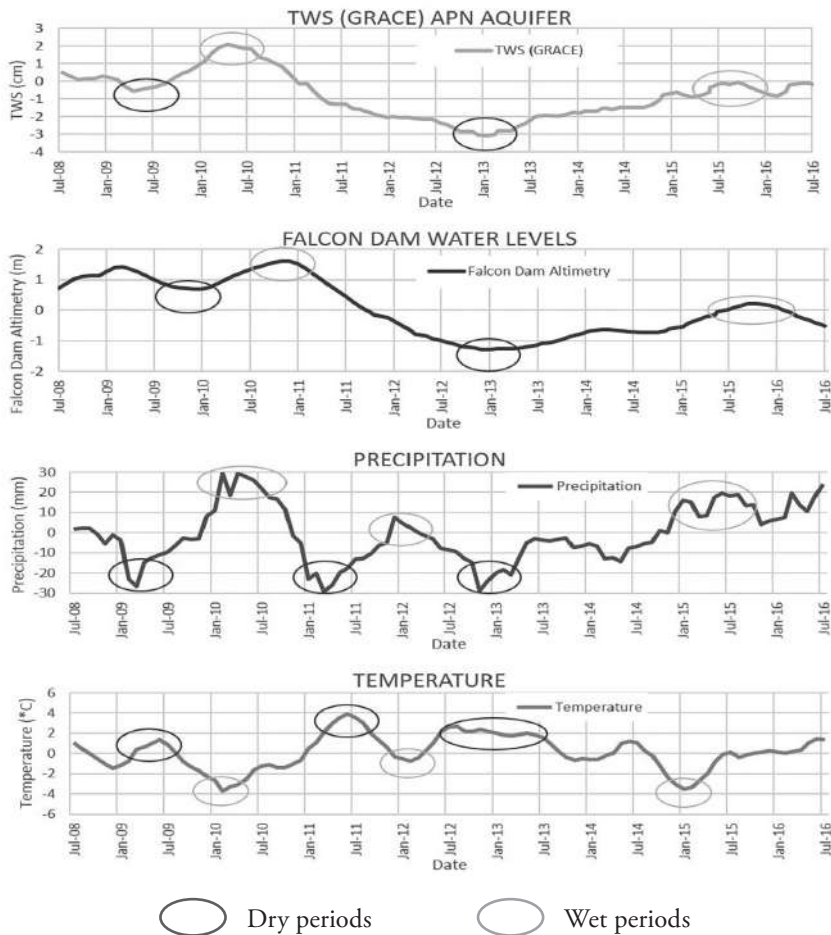 TWS (GRACE) APN AQUIFER
TWS (GRACE)
TWS (cm)
3
2
1
0
-1
-2
-3
-4
Jul-08 Jan-09 Jul-09 Jan-10 Jul-10 Jan-11 Jul-11 Jan-12 Jul-12 Jan-13 Jul-13 Jan-14 Jul-14 Jan-15 Jul-15 Jan-16 Jul-16
Date
FALCON DAM WATER LEVELS
Falcon Dam Altimetry
Falcon Dam Altimetry (m)
2
1
0
-1
-2
Jul-08 Jan-09 Jul-09 Jan-10 Jul-10 Jan-11 Jul-11 Jan-12 Jul-12 Jan-13 Jul-13 Jan-14 Jul-14 Jan-15 Jul-15 Jan-16 Jul-16
Date
PRECIPITATION
Precipitation
Precipitation (mm)
30
20
10
0
-10
-20
-30
Jul-08 Jan-09 Jul-09 Jan-10 Jul-10 Jan-11 Jul-11 Jan-12 Jul-12 Jan-13 Jul-13 Jan-14 Jul-14 Jan-15 Jul-15 Jan-16 Jul-16
Date
TEMPERATURE
Temperature
Temperature (*C)
6
4
2
0
-2
-4
-6
Jul-08 Jan-09 Jul-09 Jan-10 Jul-10 Jan-11 Jul-11 Jan-12 Jul-12 Jan-13 Jul-13 Jan-14 Jul-14 Jan-15 Jul-15 Jan-16 Jul-16
Date
Dry periods
Wet periods